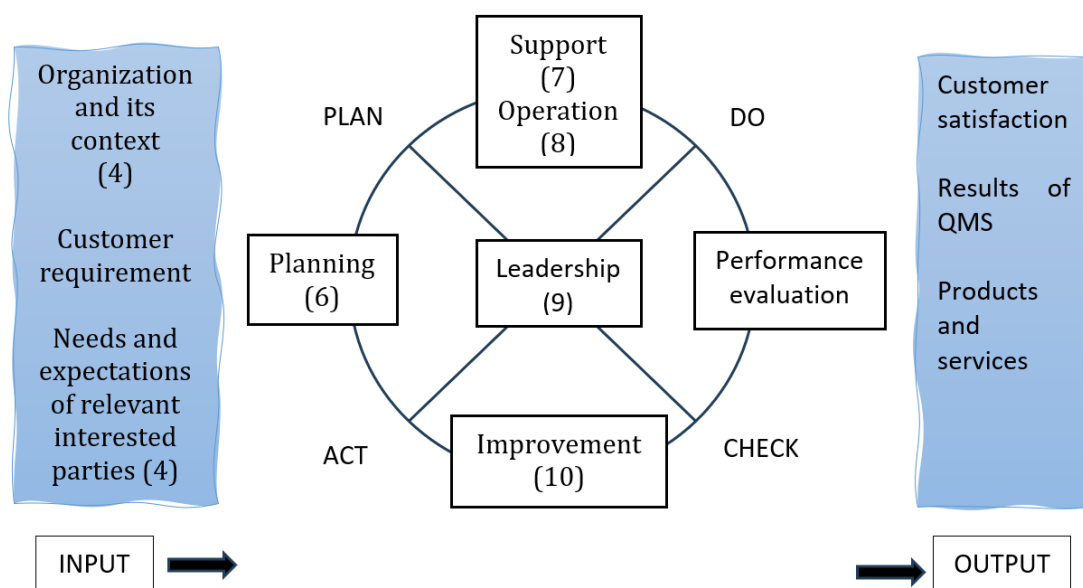 Organization
and its
context
(4)
Customer
requirement
Needs and
expectations
of relevant
interested
parties (4)
INPUT
PLAN
Support
(7)
Operation
(8)
DO
Planning
(6)
Leadership
(9)
Performance
evaluation
ACT
Improvement
(10)
CHECK
Customer
satisfaction
Results of
QMS
Products
and
services
OUTPUT